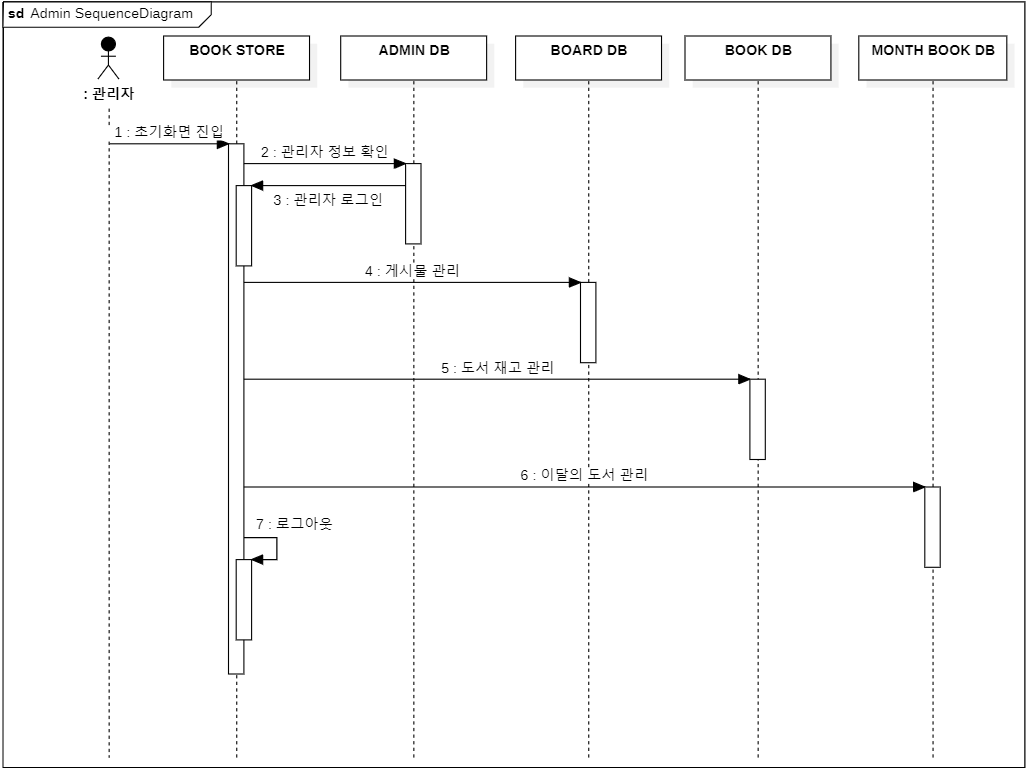 sd Admin SequenceDiagram
BOOK STORE
ADMIN DB
BOARD DB
BOOK DB
MONTH BOOK DB
: 관리자
1 : 초기화면 진입
2 : 관리자 정보 확인
3 : 관리자 로그인
4 : 게시물 관리
5 : 도서 재고 관리
6 : 이달의 도서 관리
7 : 로그아웃